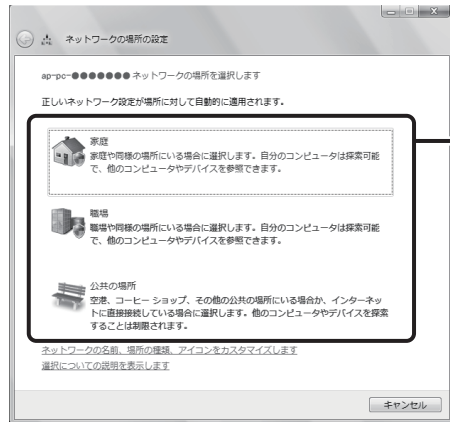 ネットワークの場所の設定
ap-pc-●●●●●●● ネットワークの場所を選択します
正しいネットワーク設定が場所に対して自動的に適用されます。
家庭
家庭や同様の場所にいる場合に選択します。自分のコンピュータは探索可能
で、他のコンピュータやデバイスを参照できます。
職場
職場や同様の場所にいる場合に選択します。自分のコンピュータは探索可能
で、他のコンピュータやデバイスを参照できます。
公共の場所
空港、コーヒー ショップ、その他の公共の場所にいる場合か、インターネッ
トに直接接続している場合に選択します。他のコンピュータやデバイスを探索
することは制限されます。
ネットワークの名前、場所の種類、アイコンをカスタマイズします
選択についての説明を表示します
キャンセル